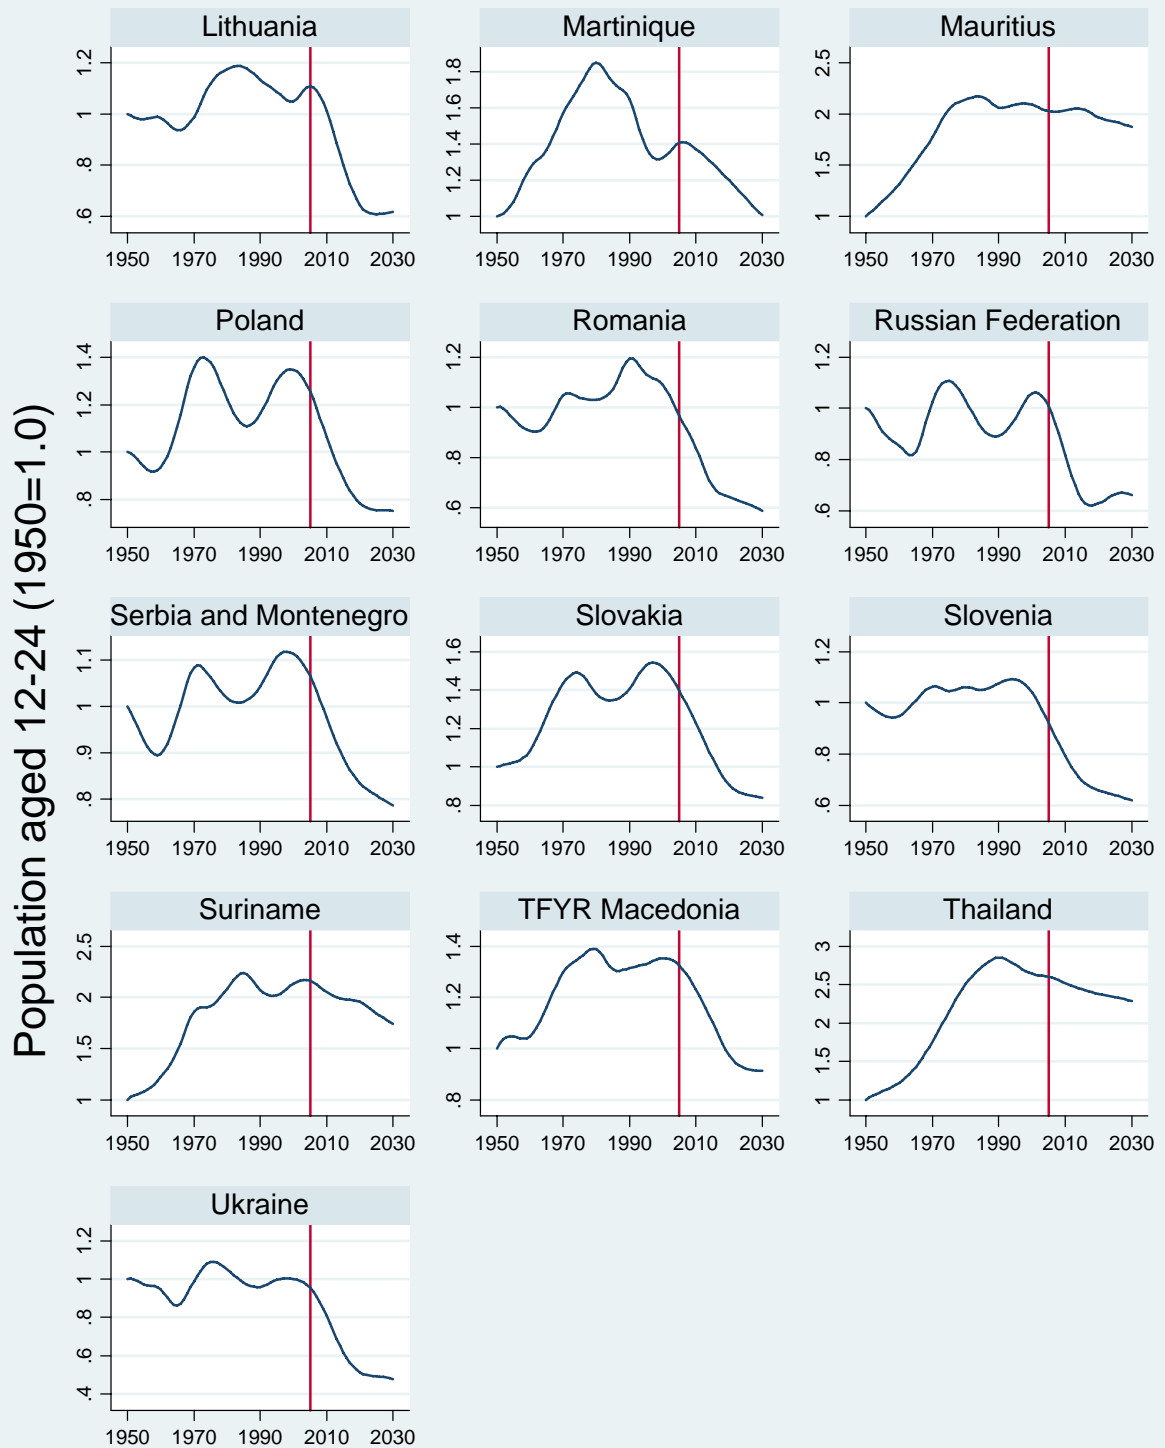 Population aged 12-24 (1950=1.0)
Lithuania
1.2
1
.8
.6
1950 1970 1990 2010 2030
Martinique
1.8
1.6
1.4
1.2
1
1950 1970 1990 2010 2030
Mauritius
2.5
2
1.5
1
1950 1970 1990 2010 2030
Poland
1.4
1.2
1
.8
1950 1970 1990 2010 2030
Romania
1.2
1
.8
.6
1950 1970 1990 2010 2030
Russian Federation
1.2
1
.8
.6
1950 1970 1990 2010 2030
Serbia and Montenegro
1.1
1
.9
.8
1950 1970 1990 2010 2030
Slovakia
1.6
1.4
1.2
1
.8
1950 1970 1990 2010 2030
Slovenia
1.2
1
.8
.6
1950 1970 1990 2010 2030
Suriname
2.5
2
1.5
1
1950 1970 1990 2010 2030
TFYR Macedonia
1.4
1.2
1
.8
1950 1970 1990 2010 2030
Thailand
3
2.5
2
1.5
1
1950 1970 1990 2010 2030
Ukraine
1.2
1
.8
.6
.4
1950 1970 1990 2010 2030